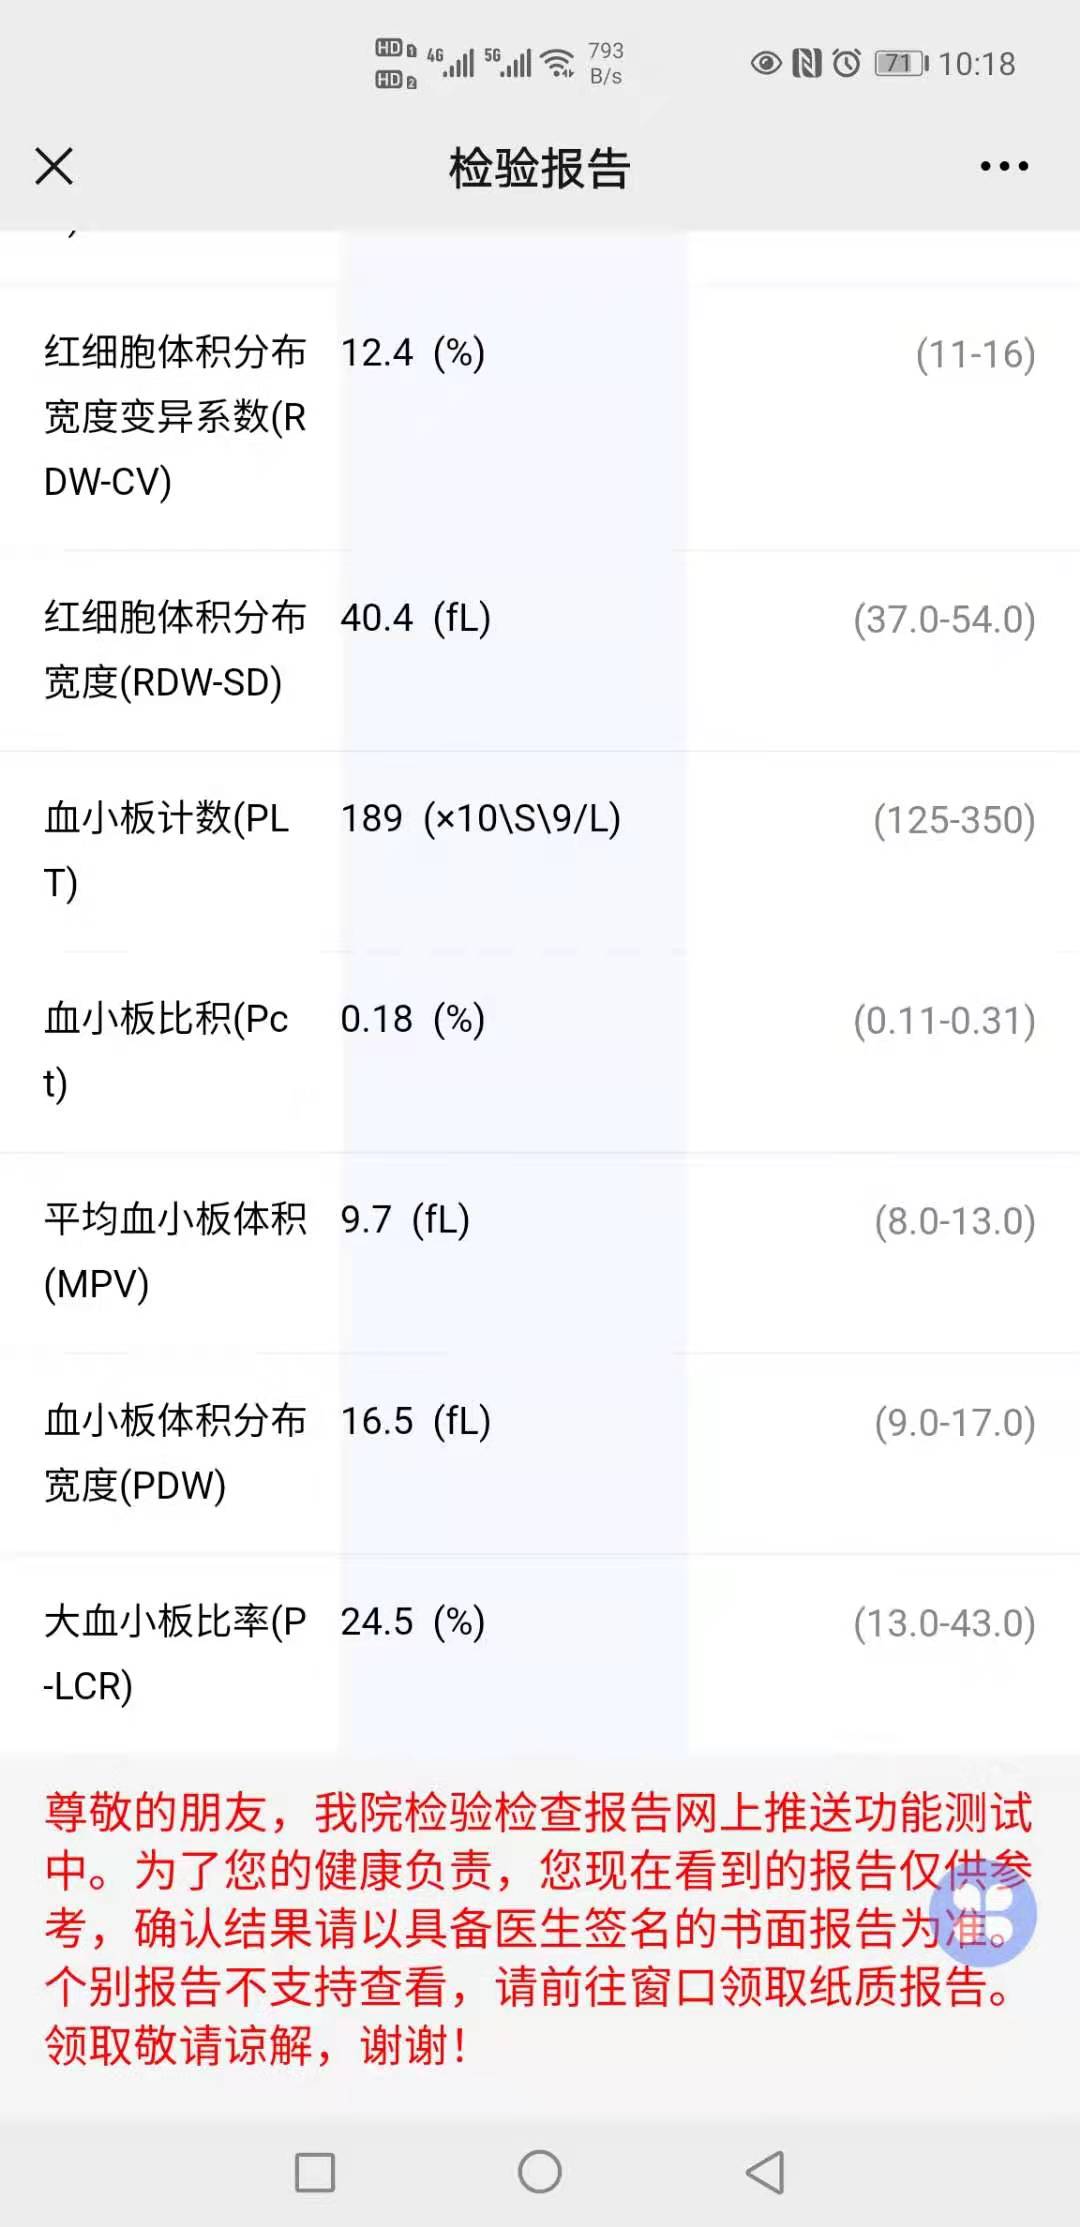 HD 1 4G 5G 793
HD 2 B/s
71 10:18
检验报告
红细胞体积分布 12.4 (%) (11-16)
宽度变异系数(R
DW-CV)
红细胞体积分布 40.4 (fL) (37.0-54.0)
宽度(RDW-SD)
血小板计数(PL 189 (×10\S\9/L) (125-350)
T)
血小板比积(Pc 0.18 (%) (0.11-0.31)
t)
平均血小板体积 9.7 (fL) (8.0-13.0)
(MPV)
血小板体积分布 16.5 (fL) (9.0-17.0)
宽度(PDW)
大血小板比率(P 24.5 (%) (13.0-43.0)
-LCR)
尊敬的朋友，我院检验检查报告网上推送功能测试
中。为了您的健康负责，您现在看到的报告仅供参
考，确认结果请以具备医生签名的书面报告为准。
个别报告不支持查看，请前往窗口领取纸质报告。
领取敬请谅解，谢谢！